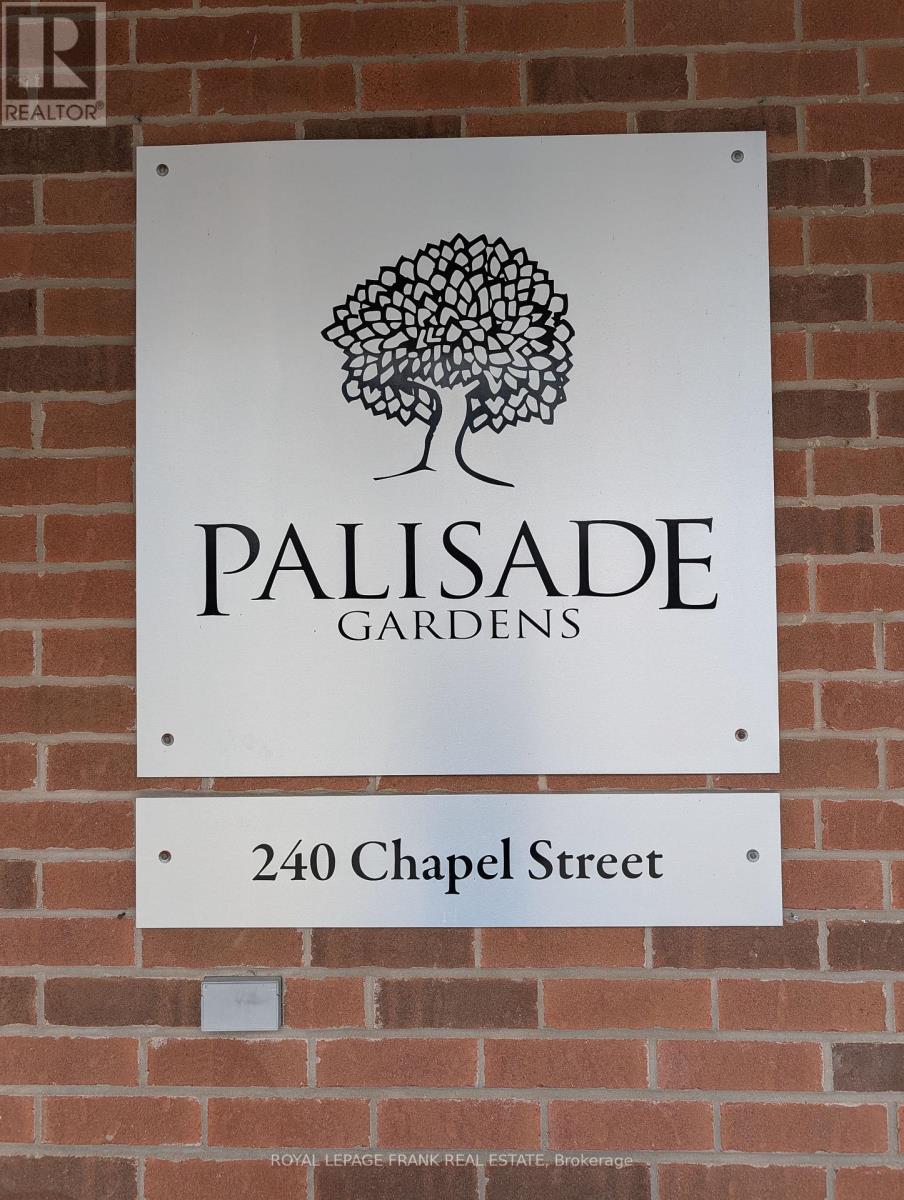 R
REALTOR®
PALISADE
GARDENS
240 Chapel Street
ROYAL LEPAGE FRANK REAL ESTATE, Brokerage